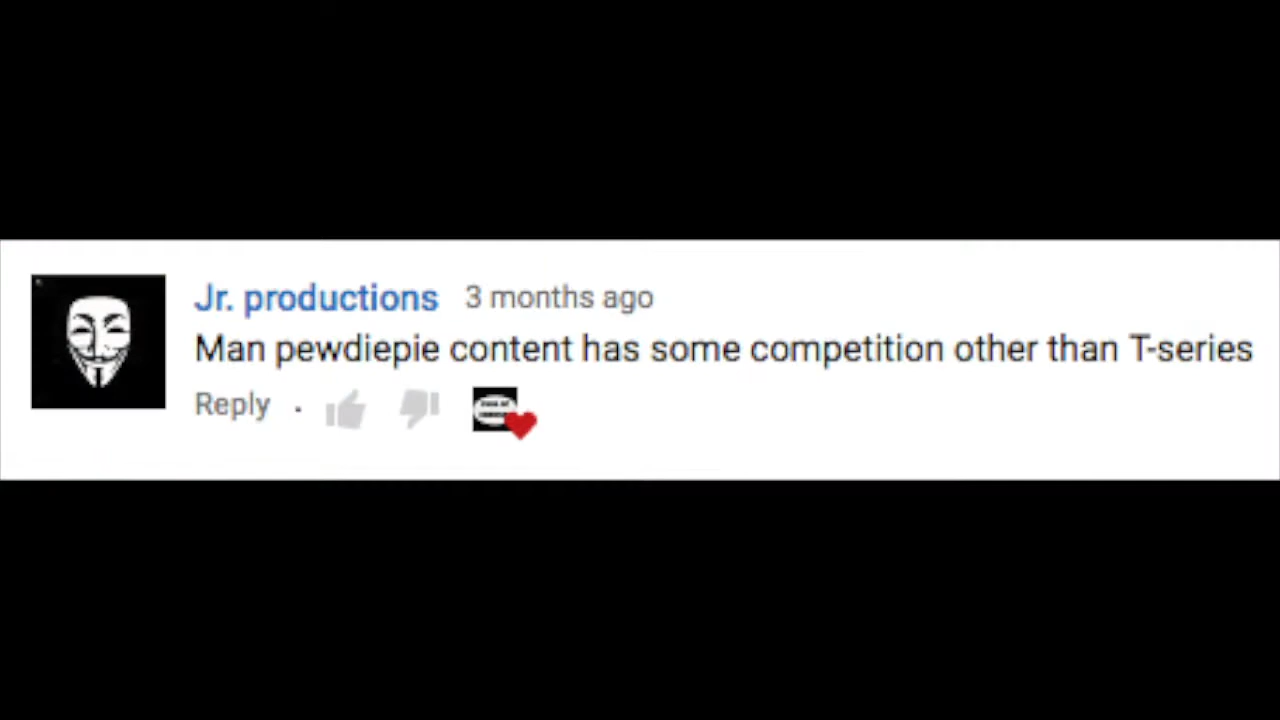 Jr. productions 3 months ago
Man pewdiepie content has some competition other than T-series
Reply .